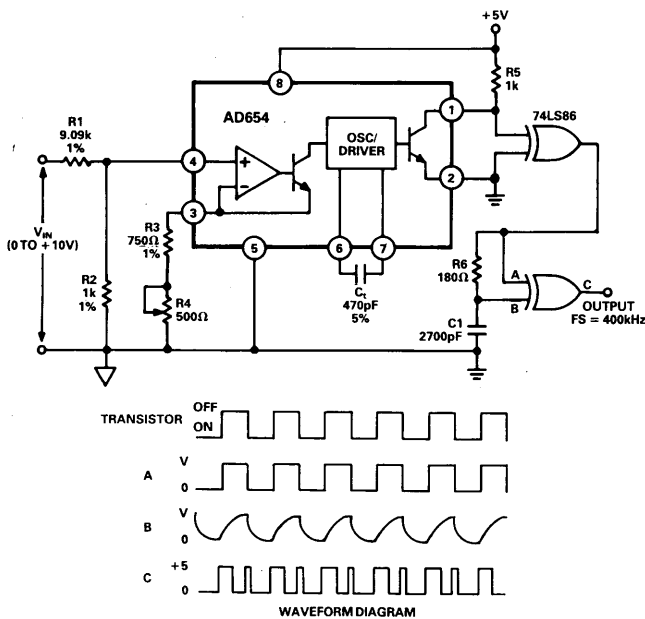 +5V
8
R5
1k
R1
9.09k
1%
AD654
1
74LS86
OSC/
DRIVER
4
+
−
2
3
VIN
(0 TO +10V)
R3
750Ω
1%
5
6
7
R6
180Ω
A
B
C
OUTPUT
FS = 400kHz
R2
1k
1%
R4
500Ω
Ct
470pF
5%
C1
2700pF
TRANSISTOR
OFF
ON
A
V
0
B
V
0
C
+5
0
WAVEFORM DIAGRAM